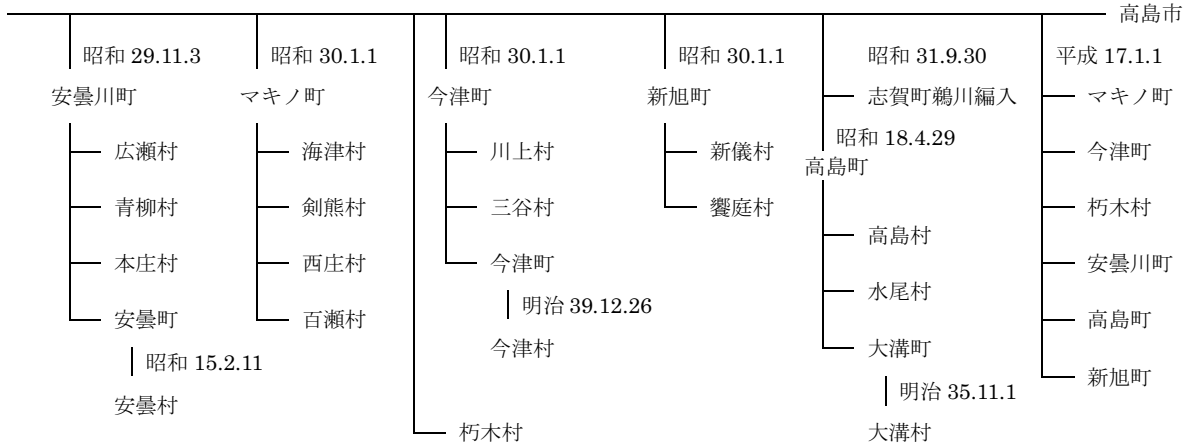 高島市
昭和 29.11.3
安曇川町
広瀬村
青柳村
本庄村
安曇町
昭和 15.2.11
安曇村
昭和 30.1.1
マキノ町
海津村
剣熊村
西庄村
百瀬村
昭和 30.1.1
今津町
川上村
三谷村
今津町
明治 39.12.26
今津村
朽木村
昭和 30.1.1
新旭町
新儀村
饗庭村
昭和 31.9.30
志賀町鵜川編入
昭和 18.4.29
高島町
高島村
水尾村
大溝町
明治 35.11.1
大溝村
平成 17.1.1
マキノ町
今津町
朽木村
安曇川町
高島町
新旭町